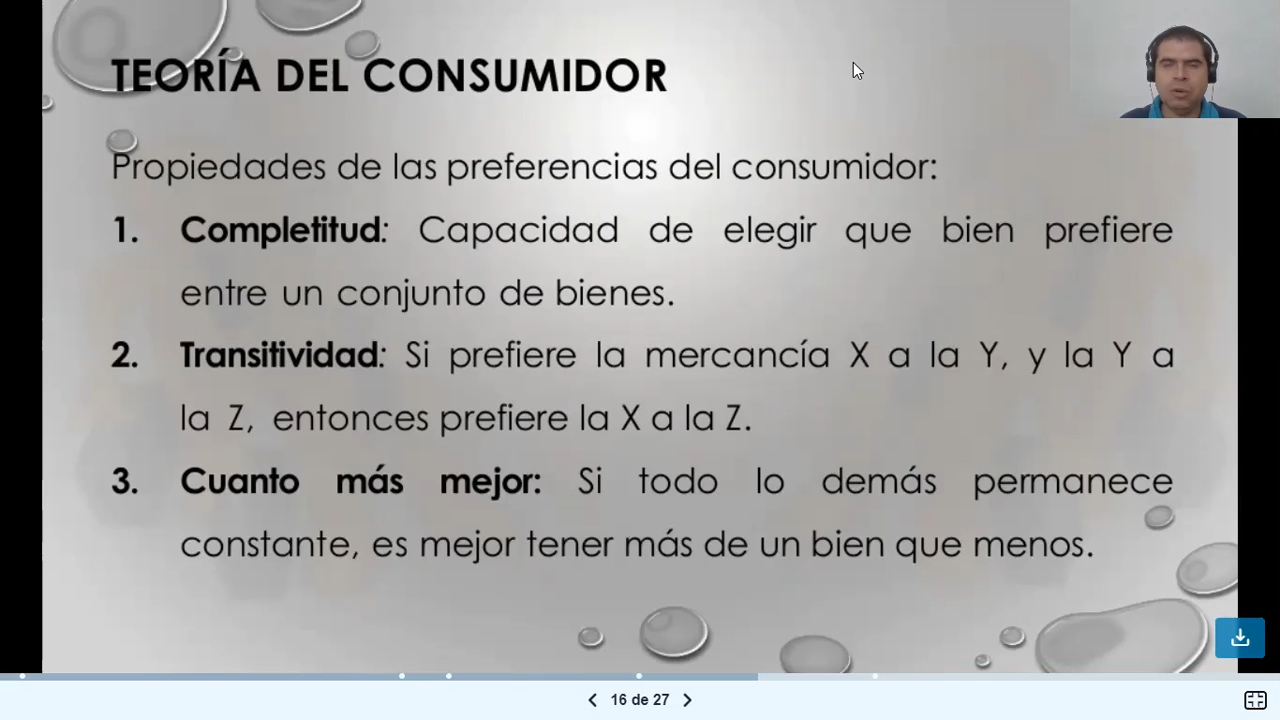 TEORÍA DEL CONSUMIDOR
Propiedades de las preferencias del consumidor:
1. Completitud: Capacidad de elegir que bien prefiere
entre un conjunto de bienes.
2. Transitividad: Si prefiere la mercancía X a la Y, y la Y a
la Z, entonces prefiere la X a la Z.
3. Cuanto más mejor: Si todo lo demás permanece
constante, es mejor tener más de un bien que menos.
16 de 27